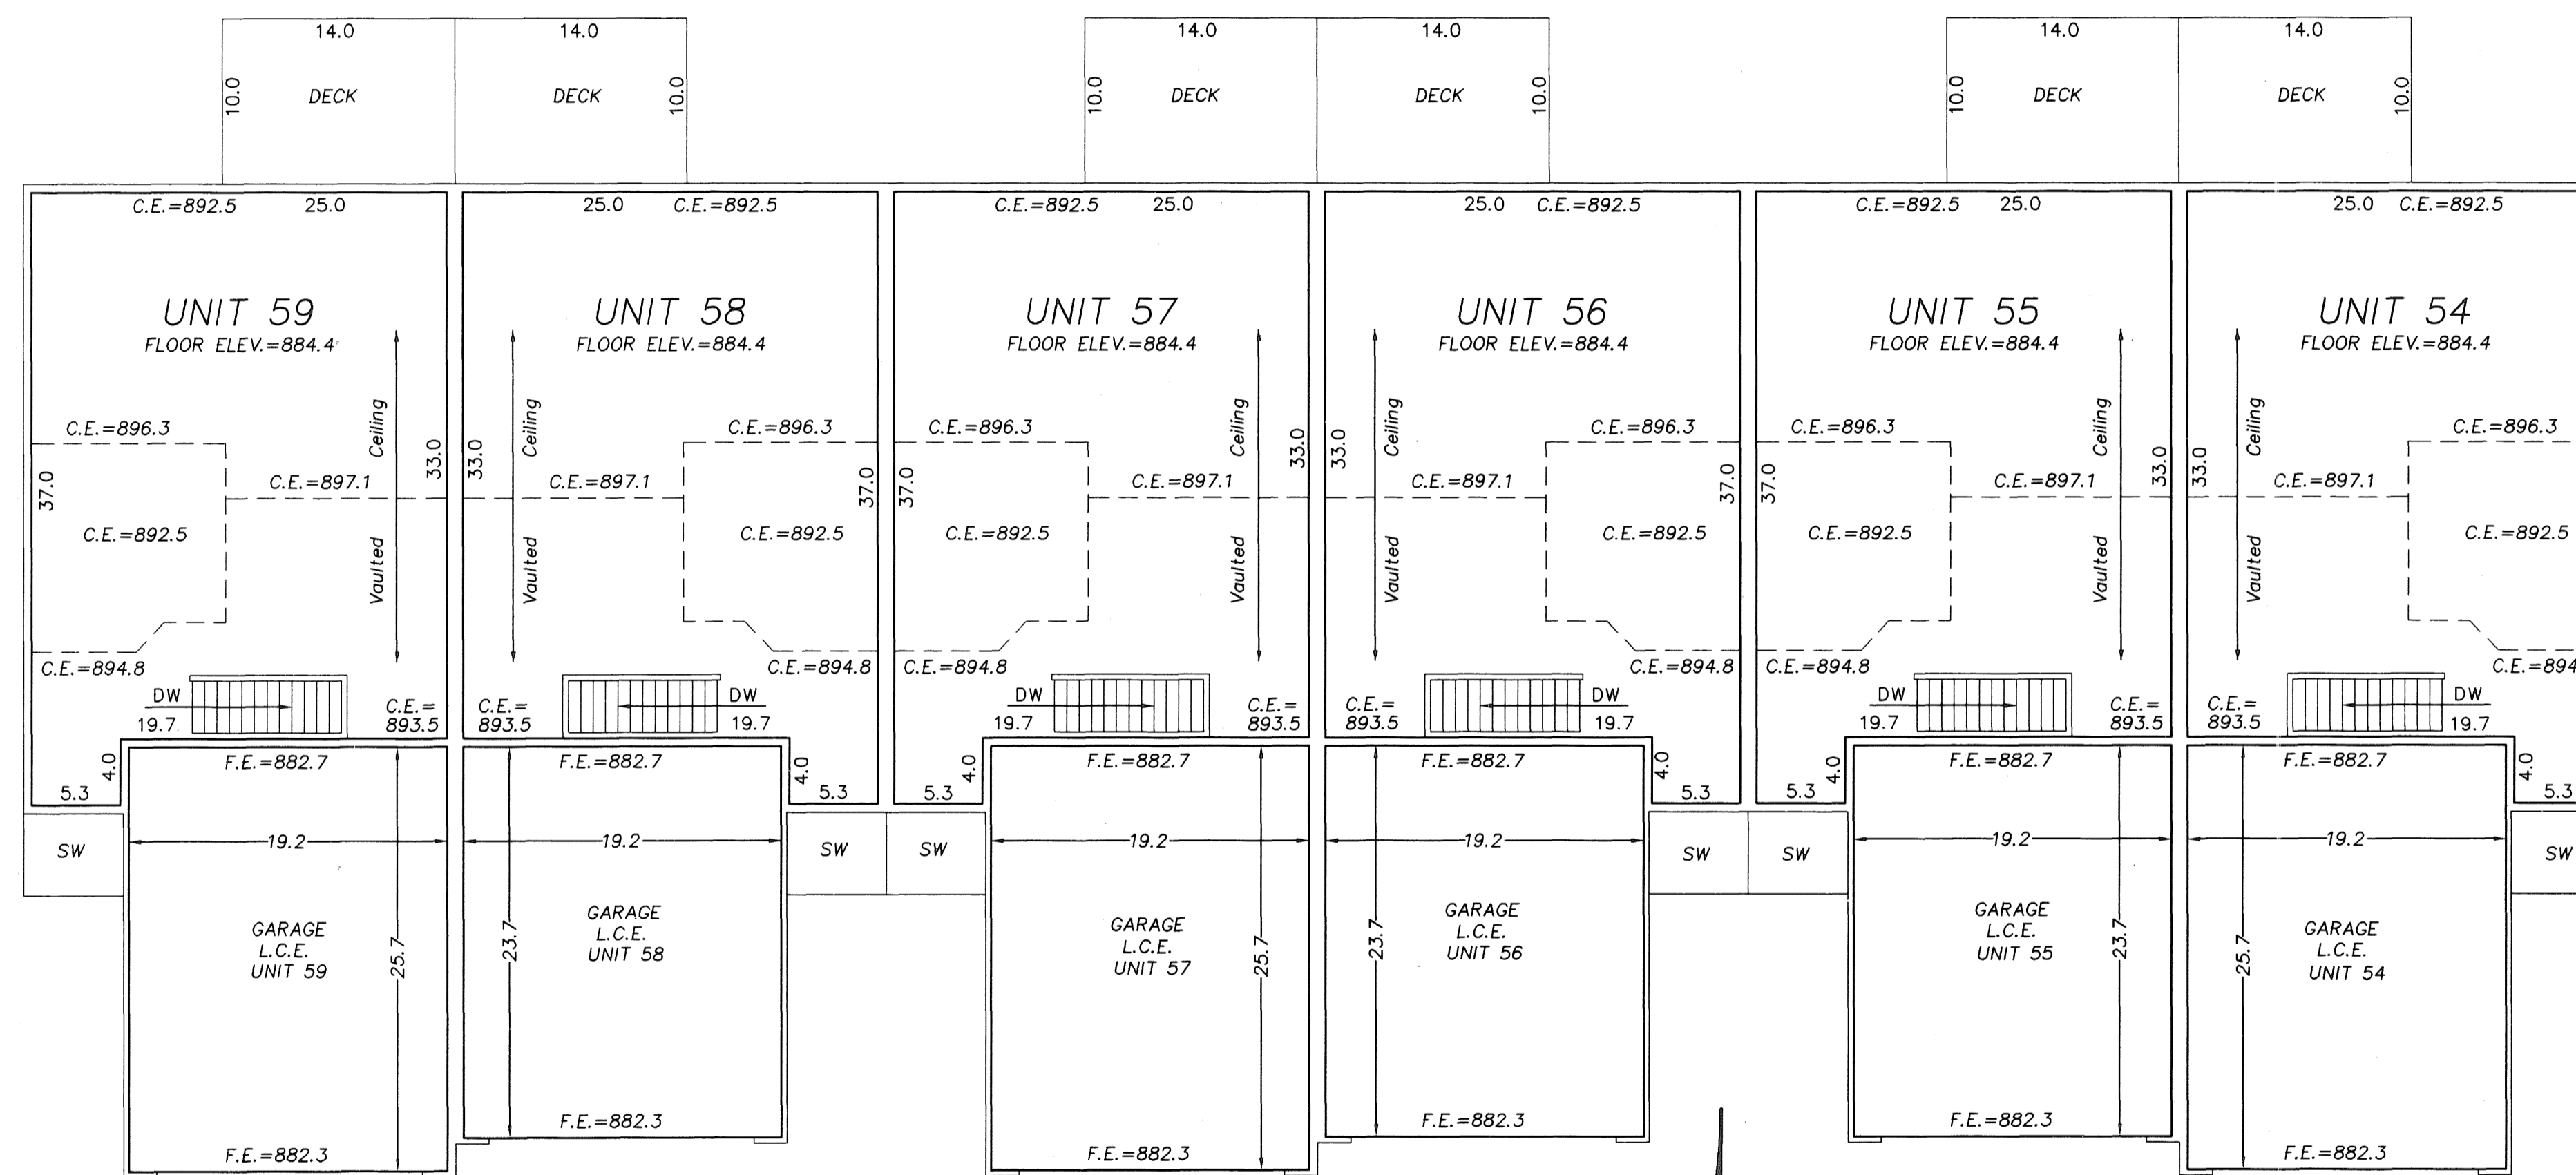 14.0 14.0 14.0 14.0 14.0 14.0
10.0 DECK DECK 10.0 10.0 DECK DECK 10.0 10.0 DECK DECK 10.0
C.E.=892.5 25.0 25.0 C.E.=892.5 C.E.=892.5 25.0 25.0 C.E.=892.5 C.E.=892.5 25.0 25.0 C.E.=892.5
UNIT 59 UNIT 58 UNIT 57 UNIT 56 UNIT 55 UNIT 54
FLOOR ELEV.=884.4 FLOOR ELEV.=884.4 FLOOR ELEV.=884.4 FLOOR ELEV.=884.4 FLOOR ELEV.=884.4 FLOOR ELEV.=884.4
C.E.=896.3 Ceiling Ceiling C.E.=896.3 C.E.=896.3 Ceiling Ceiling C.E.=896.3 C.E.=896.3 Ceiling Ceiling C.E.=896.3
33.0 33.0 33.0 33.0 33.0 33.0
37.0 C.E.=897.1 C.E.=897.1 37.0 37.0 C.E.=897.1 C.E.=897.1 37.0 37.0 C.E.=897.1 C.E.=897.1
C.E.=892.5 C.E.=892.5 C.E.=892.5 C.E.=892.5 C.E.=892.5 C.E.=892.5
Vaulted Vaulted Vaulted Vaulted Vaulted Vaulted
C.E.=894.8 C.E.=894.8 C.E.=894.8 C.E.=894.8 C.E.=894.8 C.E.=894
DW C.E.= C.E.= DW DW C.E.= C.E.= DW DW C.E.= C.E.= DW
19.7 893.5 893.5 19.7 19.7 893.5 893.5 19.7 19.7 893.5 893.5 19.7
4.0 F.E.=882.7 F.E.=882.7 4.0 4.0 F.E.=882.7 F.E.=882.7 4.0 4.0 F.E.=882.7 F.E.=882.7 4.0
5.3 5.3 5.3 5.3 5.3 5.3
SW 19.2 19.2 SW SW 19.2 19.2 SW SW 19.2 19.2 SW
GARAGE GARAGE GARAGE GARAGE GARAGE GARAGE
L.C.E. L.C.E. L.C.E. L.C.E. L.C.E. L.C.E.
UNIT 59 UNIT 58 UNIT 57 UNIT 56 UNIT 55 UNIT 54
25.7 23.7 25.7 23.7 23.7 25.7
F.E.=882.3 F.E.=882.3 F.E.=882.3 F.E.=882.3 F.E.=882.3 F.E.=882.3